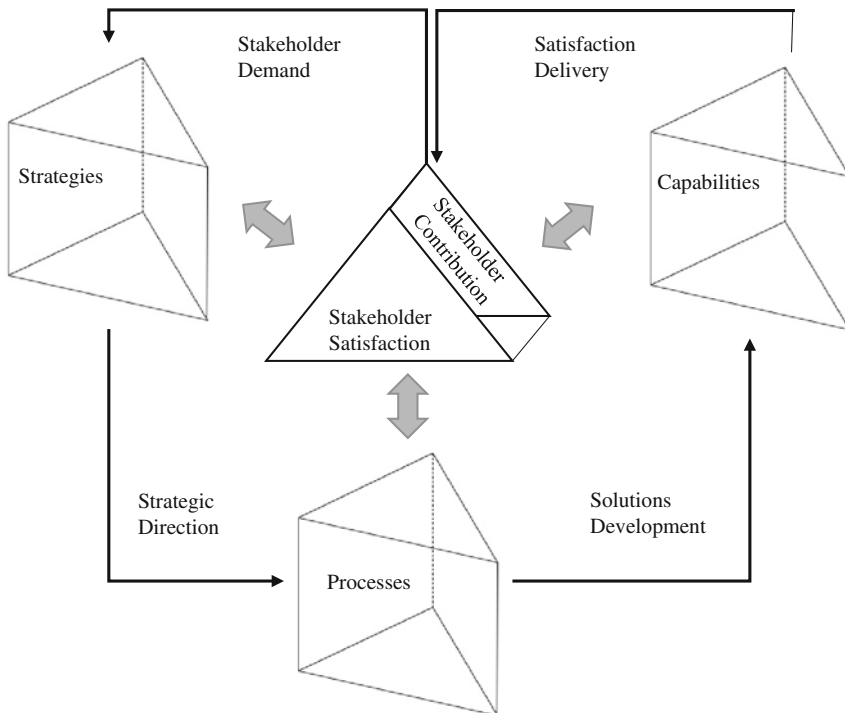 Stakeholder
Demand
Satisfaction
Delivery
Strategies
Capabilities
Stakeholder
Contribution
Stakeholder
Satisfaction
Strategic
Direction
Solutions
Development
Processes